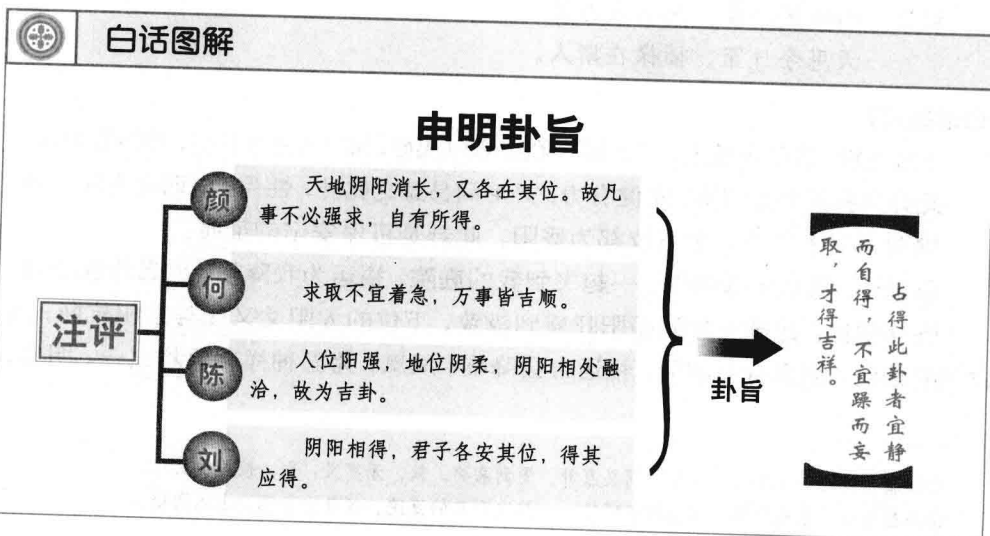 白话图解
申明卦旨
注评
颜
天地阴阳消长，又各在其位。故凡
事不必强求，自有所得。
何
求取不宜着急，万事皆吉顺。
陈
人位阳强，地位阴柔，阴阳相处融
洽，故为吉卦。
刘
阴阳相得，君子各安其位，得其
应得。
卦旨
占得此卦者宜静
而自得，不宜躁而妄
取，才得吉祥。